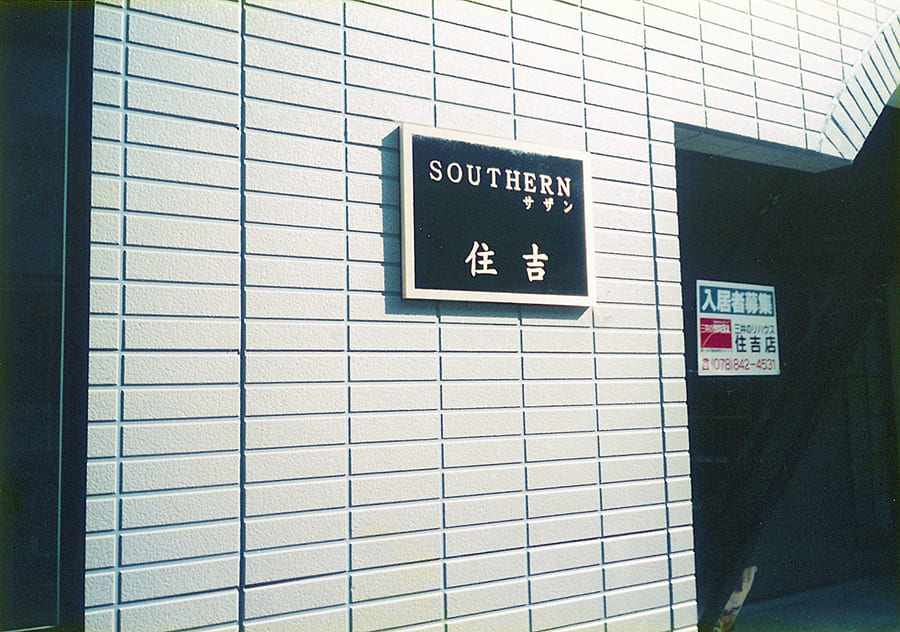 SOUTHERN
サザン
住吉
入居者募集
三井のリハウス
住吉店
☎(078)842-4531